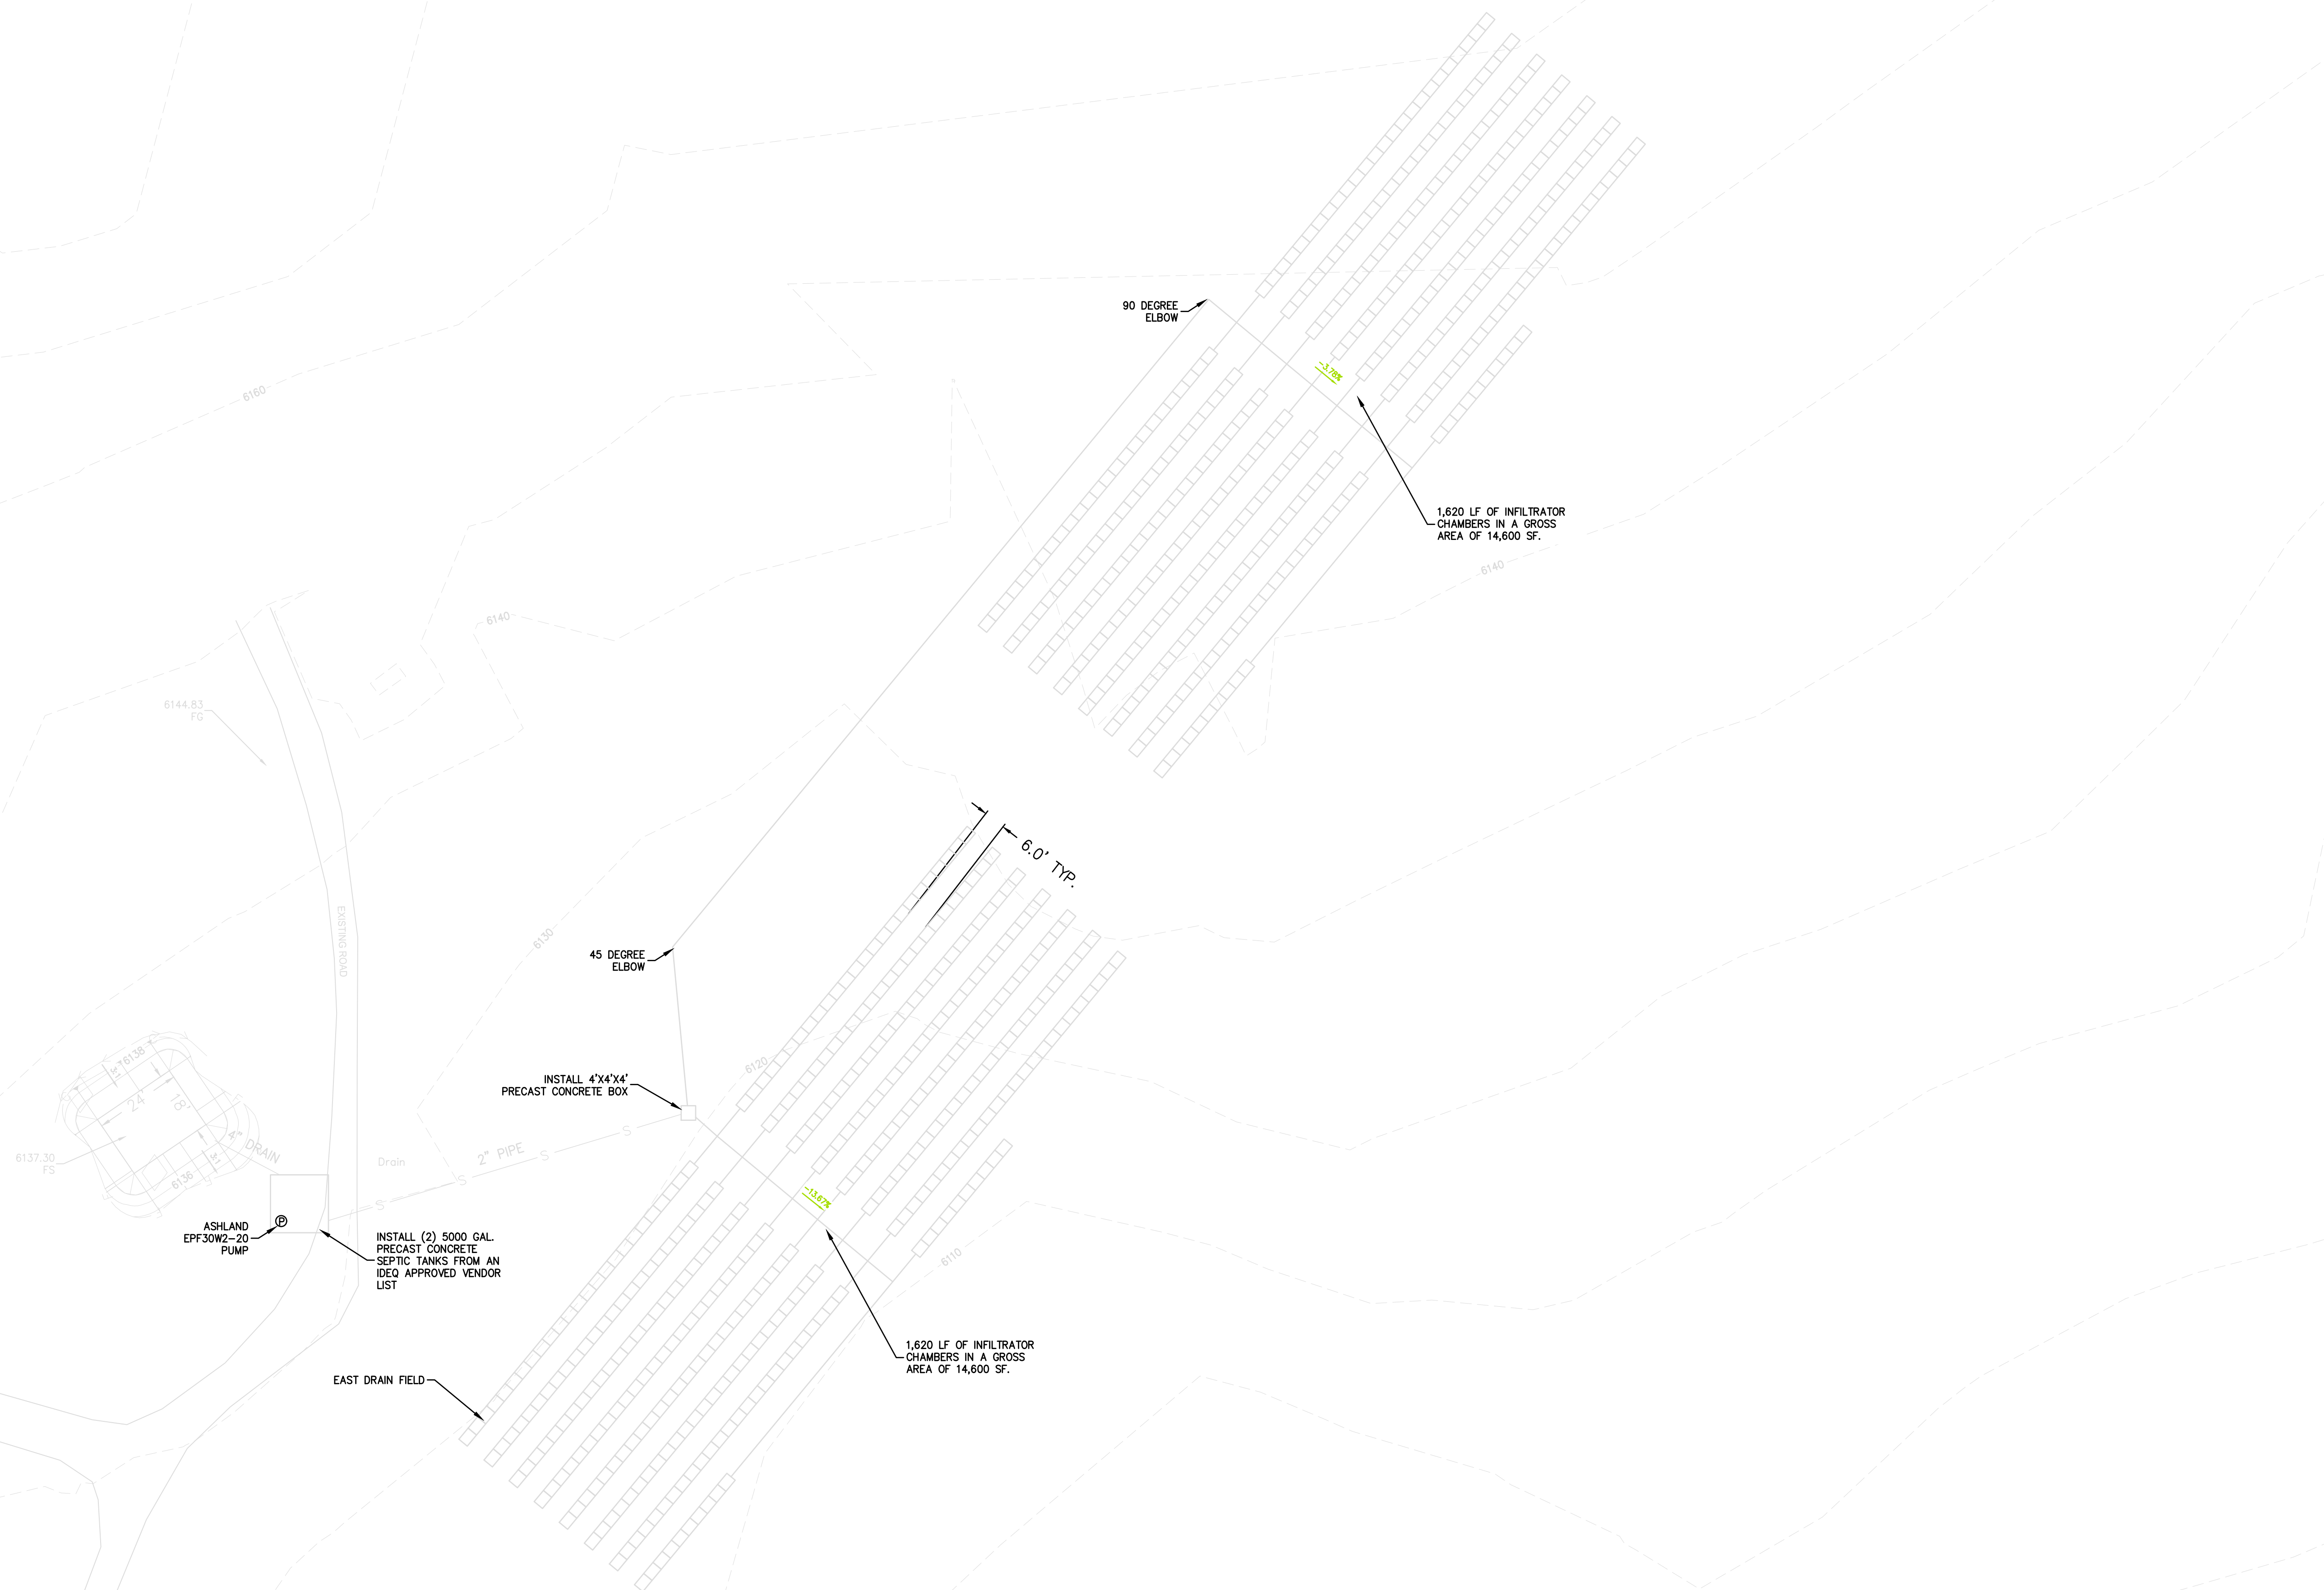 90 DEGREE
ELBOW
-3.78%
6160
1,620 LF OF INFILTRATOR
CHAMBERS IN A GROSS
AREA OF 14,600 SF.
6140
6140
6144.83
FG
6.0' TYP.
EXISTING ROAD
6130
45 DEGREE
ELBOW
6120
INSTALL 4'X4'X4'
PRECAST CONCRETE BOX
6138
24'
18'
4" DRAIN
6137.30
FS
6136
Drain
S
S
2" PIPE
S
S
-13.67%
ASHLAND
EPF30W2-20
PUMP
P
INSTALL (2) 5000 GAL.
PRECAST CONCRETE
SEPTIC TANKS FROM AN
IDEQ APPROVED VENDOR
LIST
6110
1,620 LF OF INFILTRATOR
CHAMBERS IN A GROSS
AREA OF 14,600 SF.
EAST DRAIN FIELD